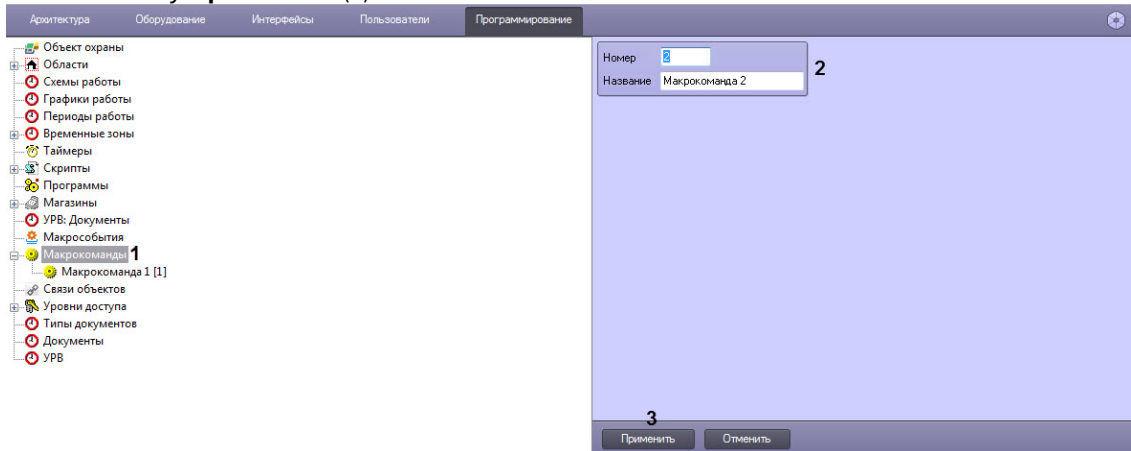 Архитектура Оборудование Интерфейсы Пользователи Программирование
Объект охраны
Области
Схемы работы
Графики работы
Периоды работы
Временные зоны
Таймеры
Скрипты
Программы
Магазины
УРВ: Документы
Макрособытия
Макрокоманды 1
Макрокоманда 1 [1]
Связи объектов
Уровни доступа
Типы документов
Документы
УРВ
Номер 2
2
Название Макрокоманда 2
3
Применить Отменить